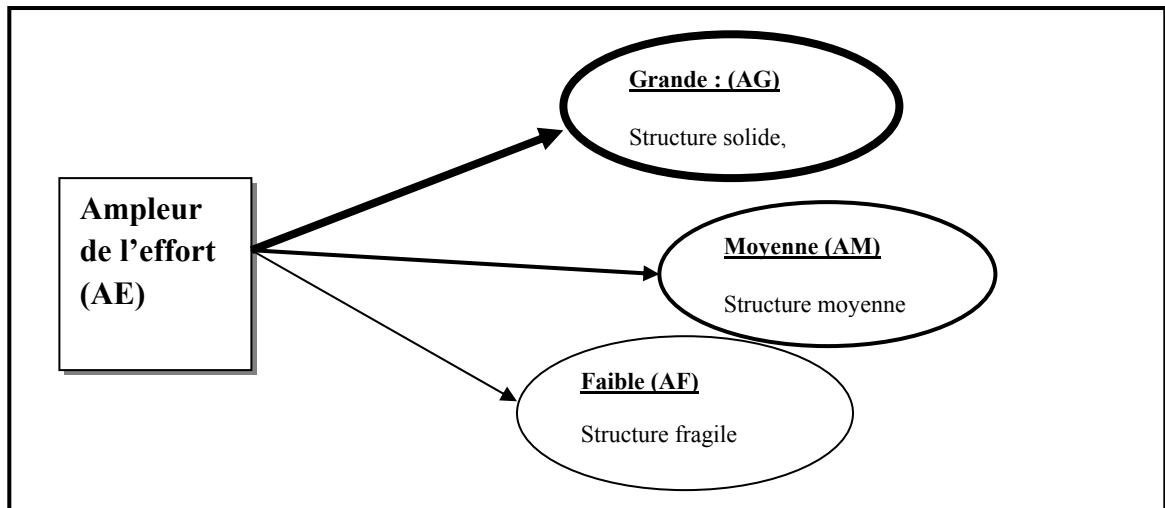 Grande : (AG)
Structure solide,
Ampleur
de l’effort
(AE)
Moyenne (AM)
Structure moyenne
Faible (AF)
Structure fragile